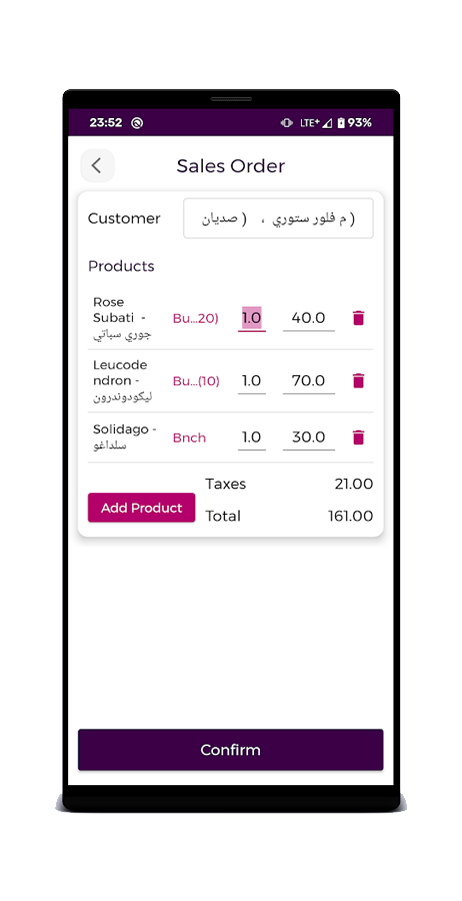 23:52 LTE+ 93%
Sales Order
Customer
( م فلور ستوري ، ( صديان
Products
Rose Subati -
جوري سباتي
Bu...20) 1.0 40.0
Leucode
ndron -
ليكودوندرون
Bu...(10) 1.0 70.0
Solidago -
سلداغو
Bnch 1.0 30.0
Taxes 21.00
Add Product
Total 161.00
Confirm